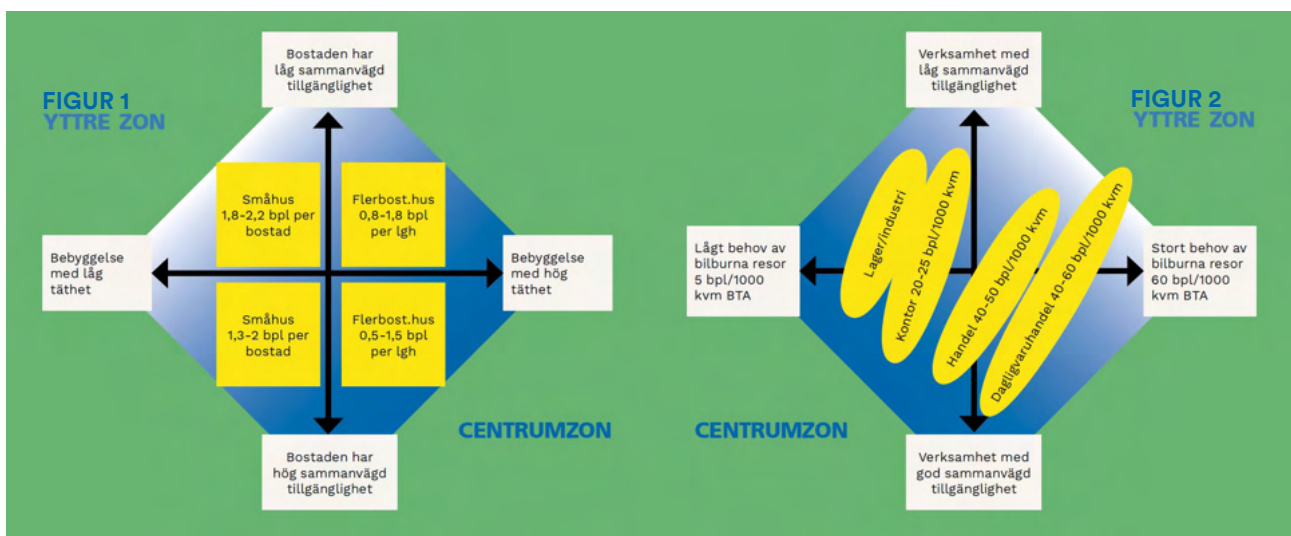 FIGUR 1
YTTRE ZON
Bostaden har
låg sammanvägd
tillgänglighet
Småhus
1,8-2,2 bpl per
bostad
Flerbost.hus
0,8-1,8 bpl
per lgh
Bebyggelse
med låg
täthet
Bebyggelse
med hög
täthet
Småhus
1,3-2 bpl per
bostad
Flerbost.hus
0,5-1,5 bpl
per lgh
CENTRUMZON
Bostaden har
hög sammanvägd
tillgänglighet
FIGUR 2
YTTRE ZON
Verksamhet med
låg sammanvägd
tillgänglighet
Lågt behov av
bilburna resor
5 bpl/1000
kvm BTA
Lager/industri
Kontor 20-25 bpl/1000 kvm
Handel 40-50 bpl/1000 kvm
Dagligvaruhandel 40-60 bpl/1000 kvm
Stort behov av
bilburna resor
60 bpl/1000
kvm BTA
CENTRUMZON
Verksamhet med
god sammanvägd
tillgänglighet